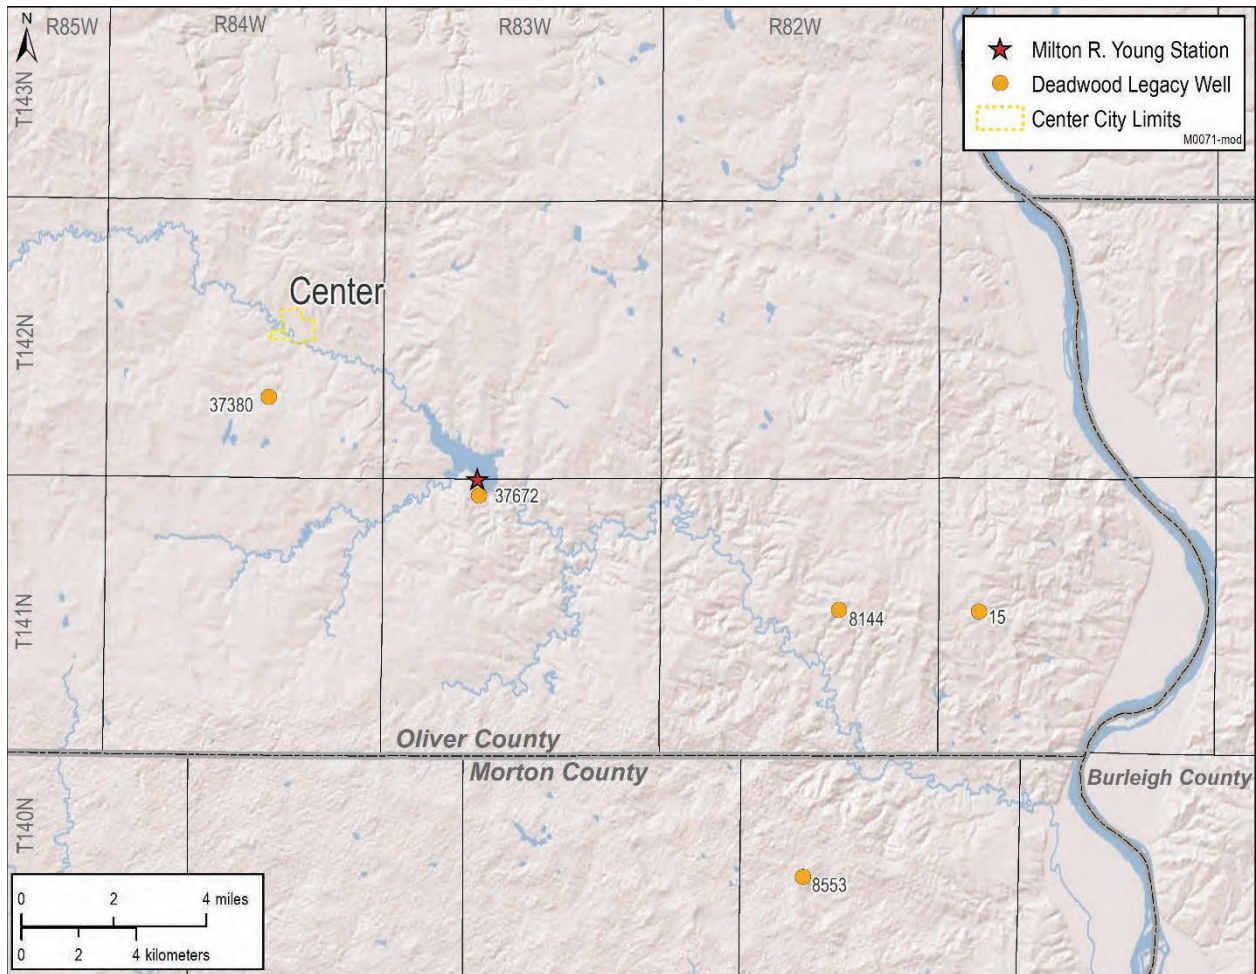 R85W
R84W
R83W
R82W
N
Milton R. Young Station
Deadwood Legacy Well
Center City Limits
M0071-mod
T143N
Center
T142N
37380
37672
T141N
8144
15
Oliver County
Morton County
Burleigh County
T140N
8553
0 2 4 miles
0 2 4 kilometers